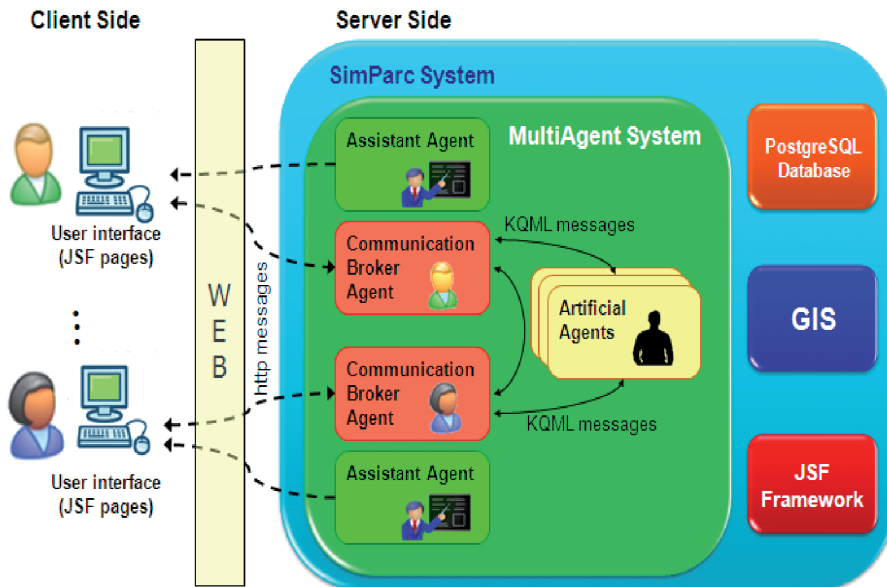 Client Side
Server Side
SimParc System
MultiAgent System
Assistant Agent
PostgreSQL
Database
User interface
(JSF pages)
KQML messages
Communication
Broker
Agent
W
E
B
http messages
Artificial
Agents
GIS
Communication
Broker
Agent
KQML messages
User interface
(JSF pages)
Assistant Agent
JSF
Framework